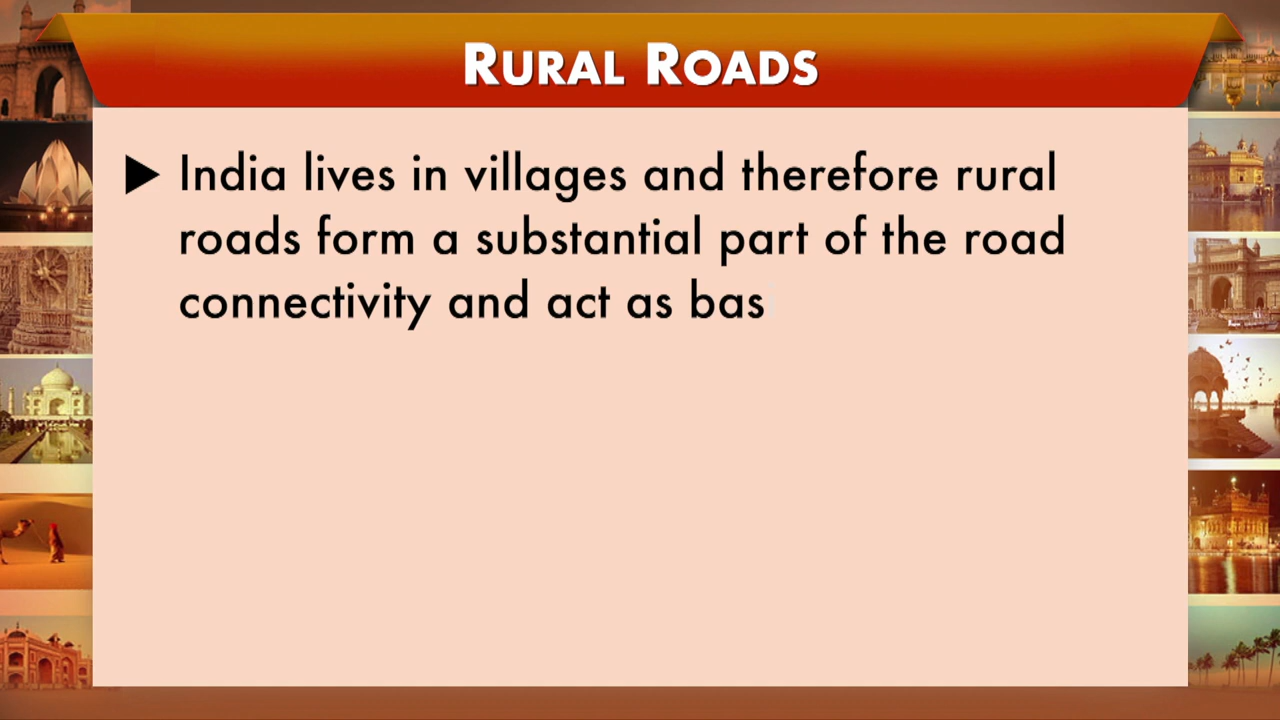 RURAL ROADS
India lives in villages and therefore rural
roads form a substantial part of the road
connectivity and act as bas